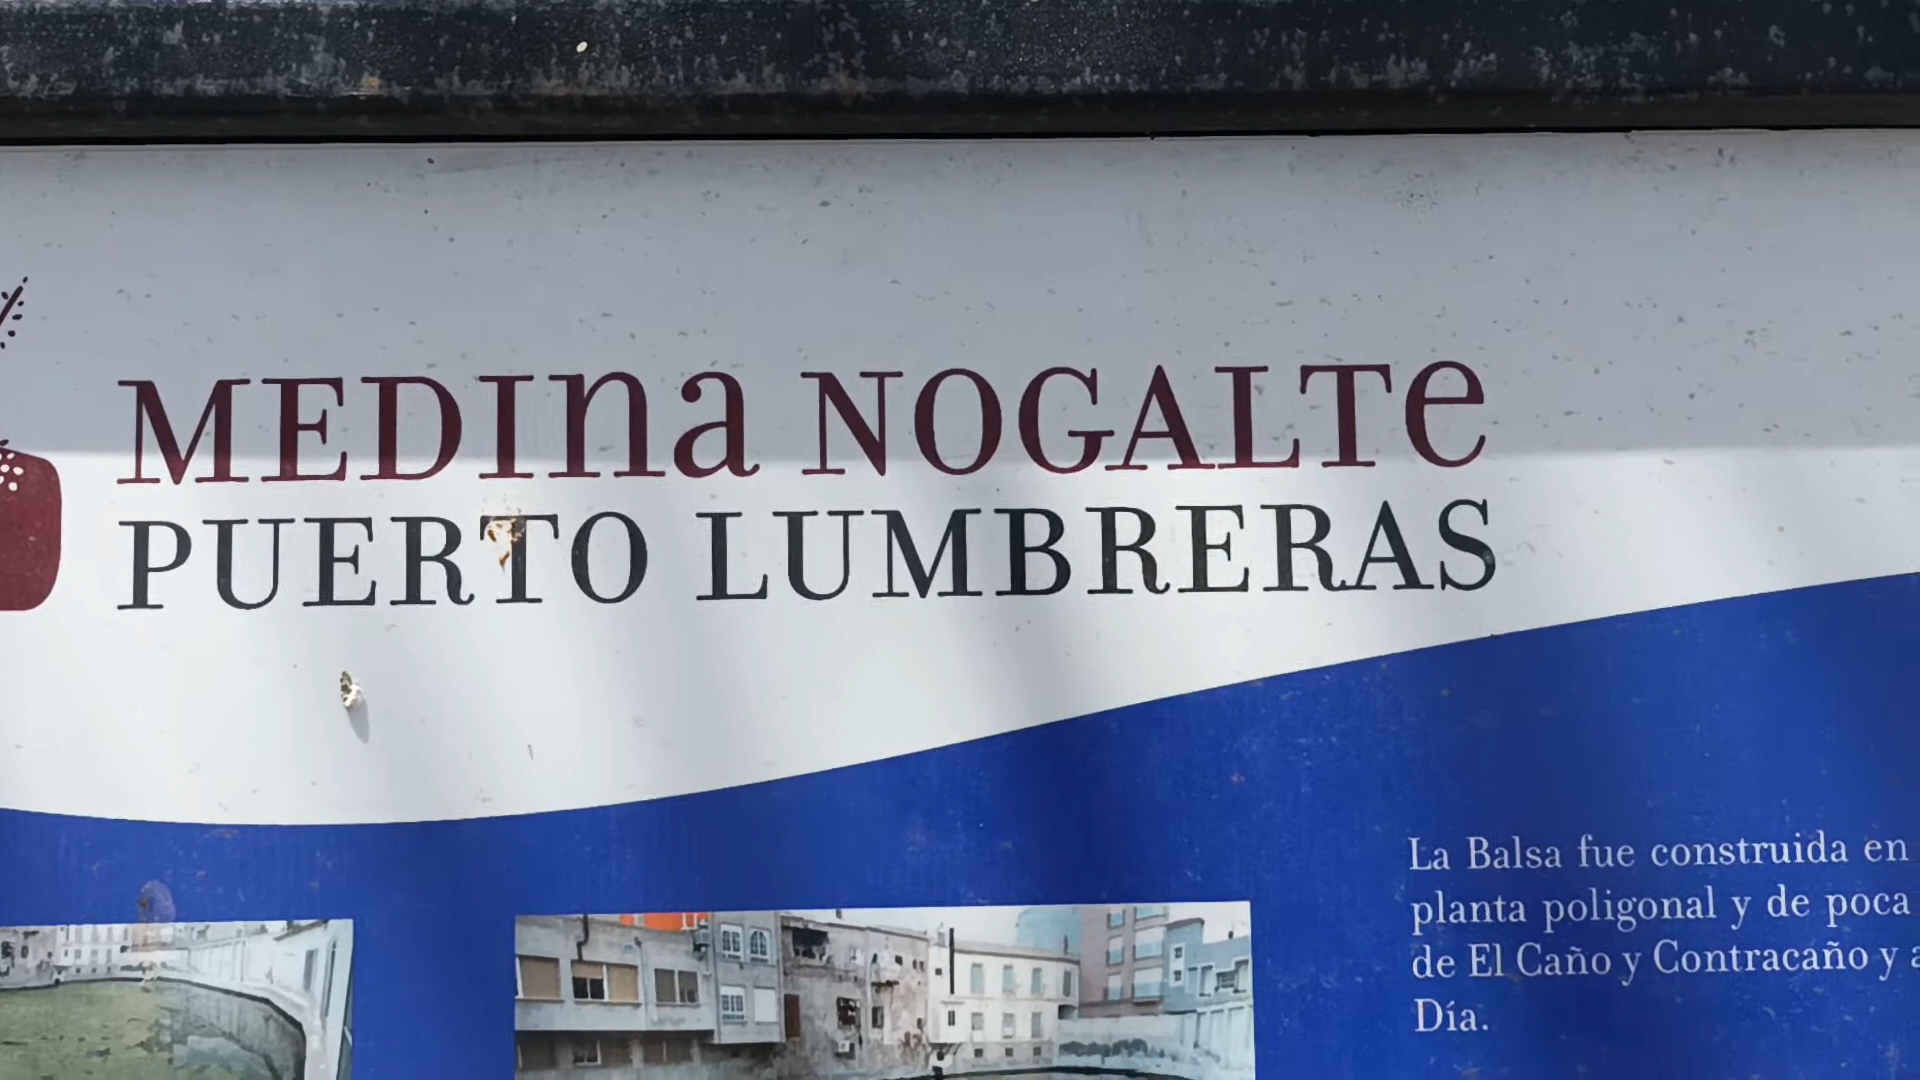 MEDIna NOGALTe
PUERTO LUMBRERAS
La Balsa fue construida en
planta poligonal y de poca
de El Caño y Contracaño y
Día.